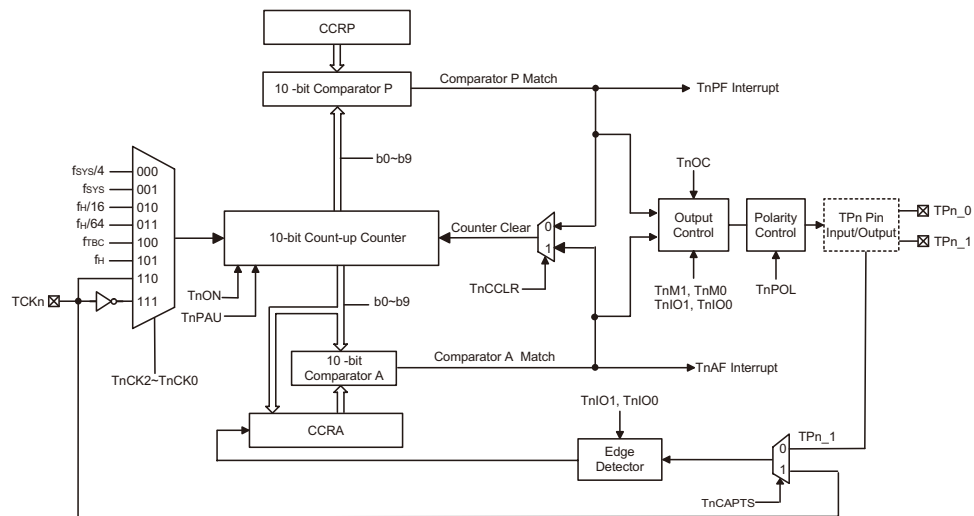 CCRP
10 -bit Comparator P
Comparator P Match
TnPF Interrupt
b0~b9
fSYS/4
000
fSYS
001
fH/16
010
fH/64
011
fTBC
100
fH
101
110
111
TCKn
TnCK2~TnCK0
10-bit Count-up Counter
TnON
TnPAU
Counter Clear
0
1
TnCCLR
TnOC
Output
Control
TnM1, TnM0
TnIO1, TnIO0
Polarity
Control
TnPOL
TPn Pin
Input/Output
TPn_0
TPn_1
b0~b9
10 -bit
Comparator A
Comparator A Match
TnAF Interrupt
CCRA
TnIO1, TnIO0
Edge
Detector
TPn_1
0
1
TnCAPTS